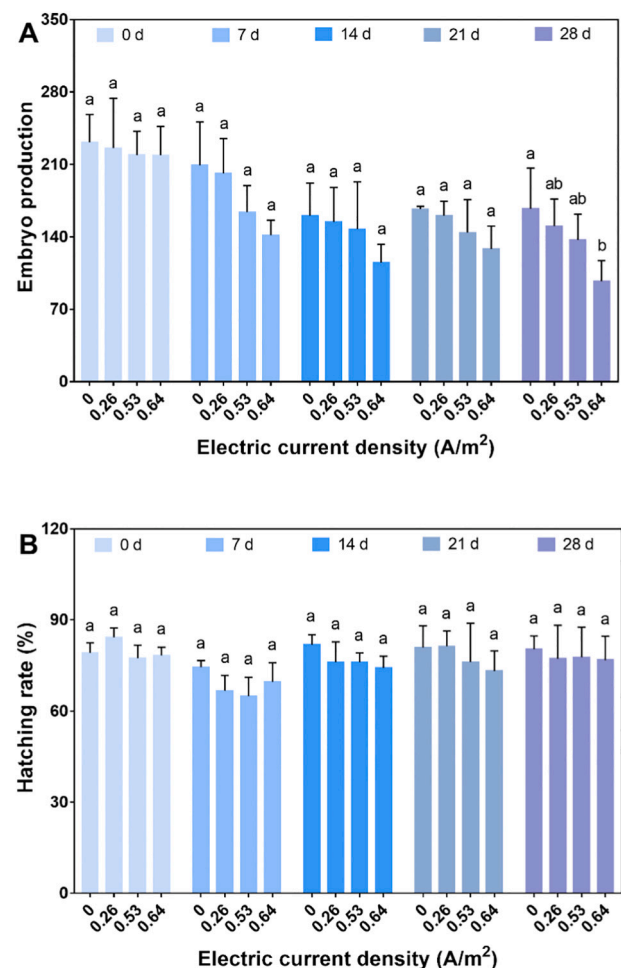 A
350
0 d 7 d 14 d 21 d 28 d
280
a a a a a a a a a a a a a a a a a ab ab b
210
140
70
0
Embryo production
0 0.26 0.53 0.64 0 0.26 0.53 0.64 0 0.26 0.53 0.64 0 0.26 0.53 0.64 0 0.26 0.53 0.64
Electric current density (A/m²)
B
120
0 d 7 d 14 d 21 d 28 d
90
a a a a a a a a a a a a a a a a a a a a
60
30
0
Hatching rate (%)
0 0.26 0.53 0.64 0 0.26 0.53 0.64 0 0.26 0.53 0.64 0 0.26 0.53 0.64 0 0.26 0.53 0.64
Electric current density (A/m²)